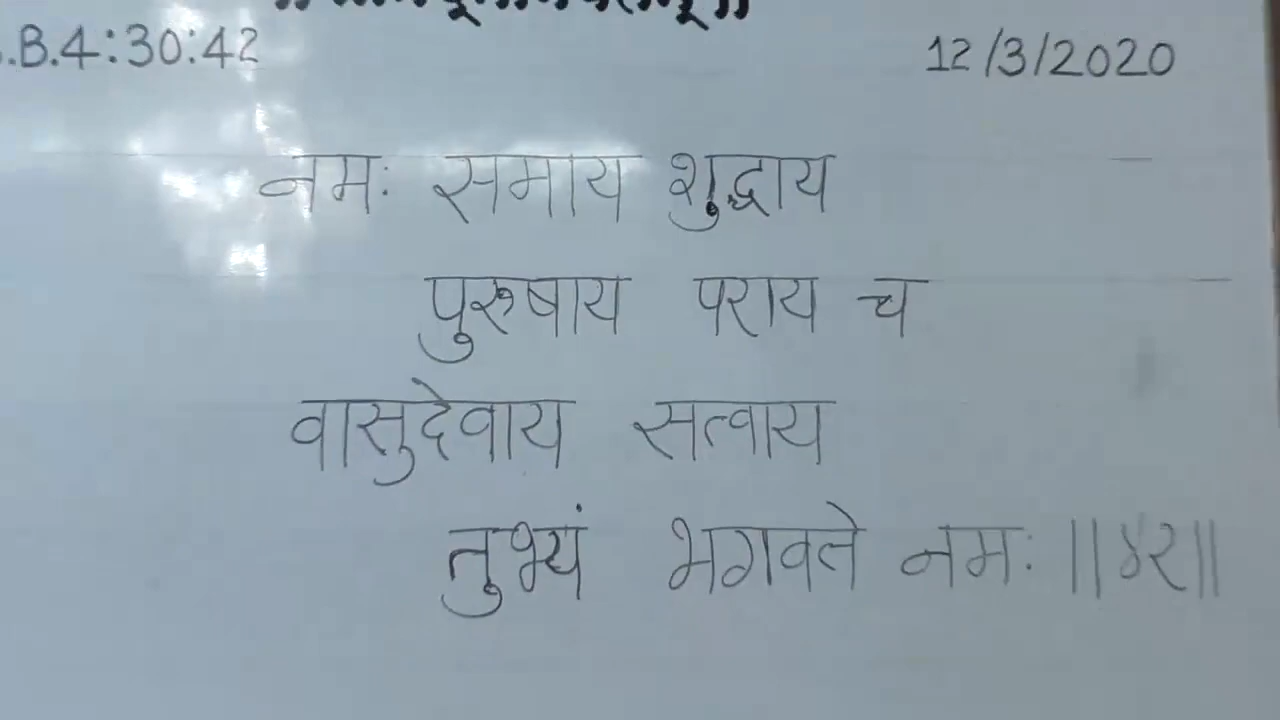 .B.4:30:42 12/3/2020
नमः समाय शुद्धाय
पुरुषाय पराय च
वासुदेवाय सत्वाय
तुभ्यं भगवते नमः ||४२||